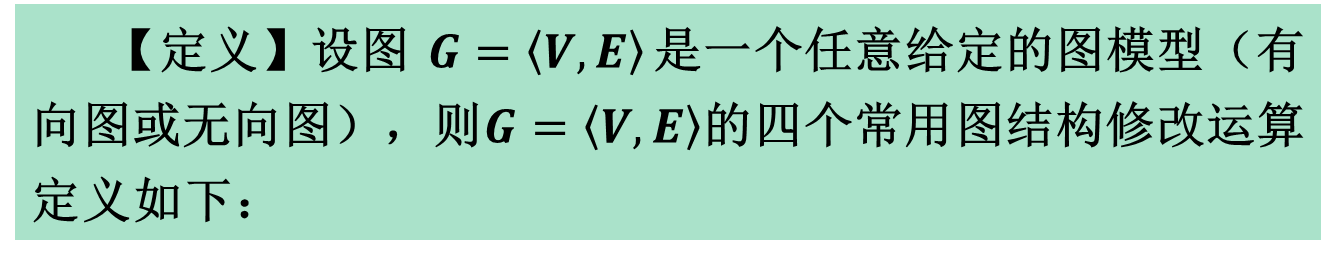 【定义】设图 G = ⟨V, E⟩是一个任意给定的图模型（有
向图或无向图），则G = ⟨V, E⟩的四个常用图结构修改运算
定义如下：